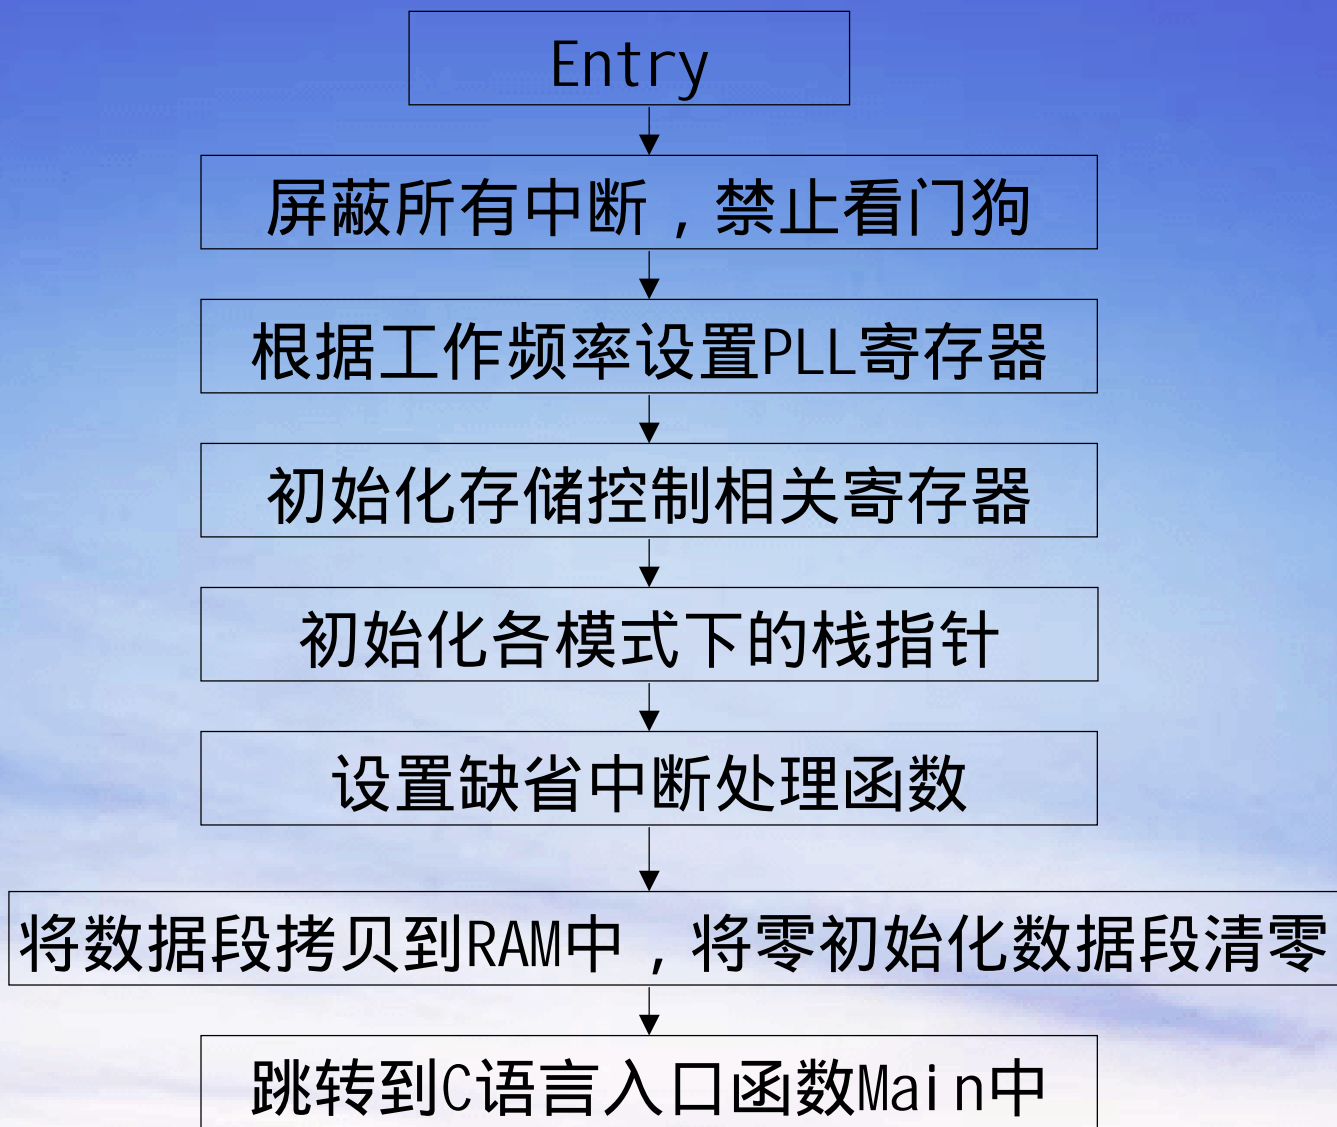 Entry
屏蔽所有中断，禁止看门狗
根据工作频率设置PLL寄存器
初始化存储控制相关寄存器
初始化各模式下的栈指针
设置缺省中断处理函数
将数据段拷贝到RAM中，将零初始化数据段清零
跳转到C语言入口函数Main中